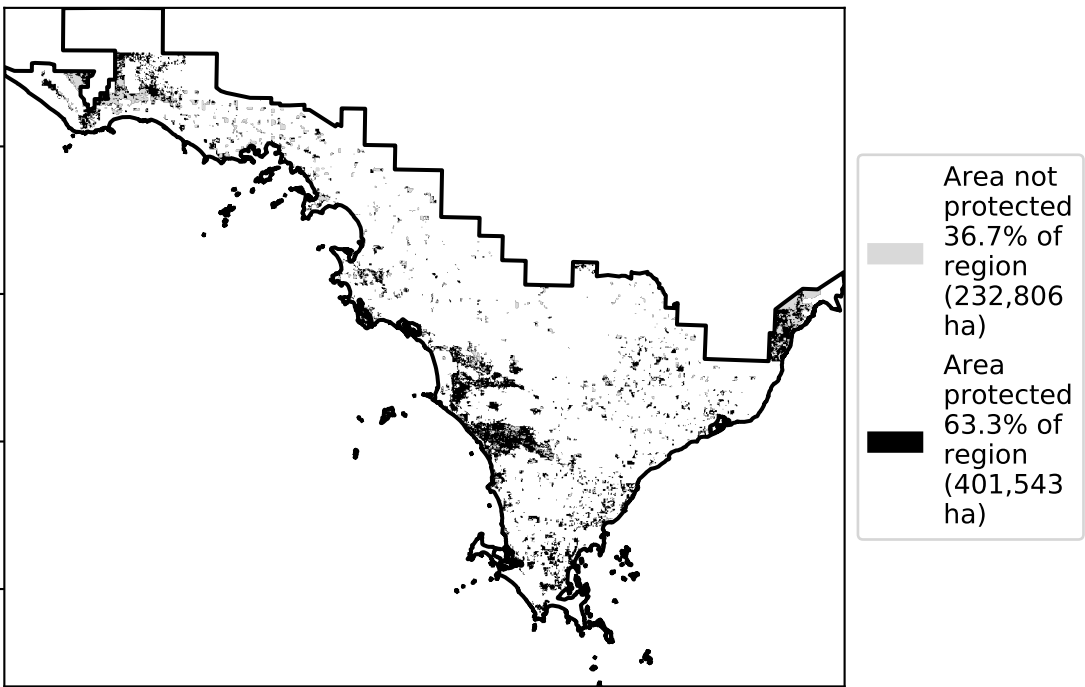 Area not
protected
36.7% of
region
(232,806
ha)
Area
protected
63.3% of
region
(401,543
ha)